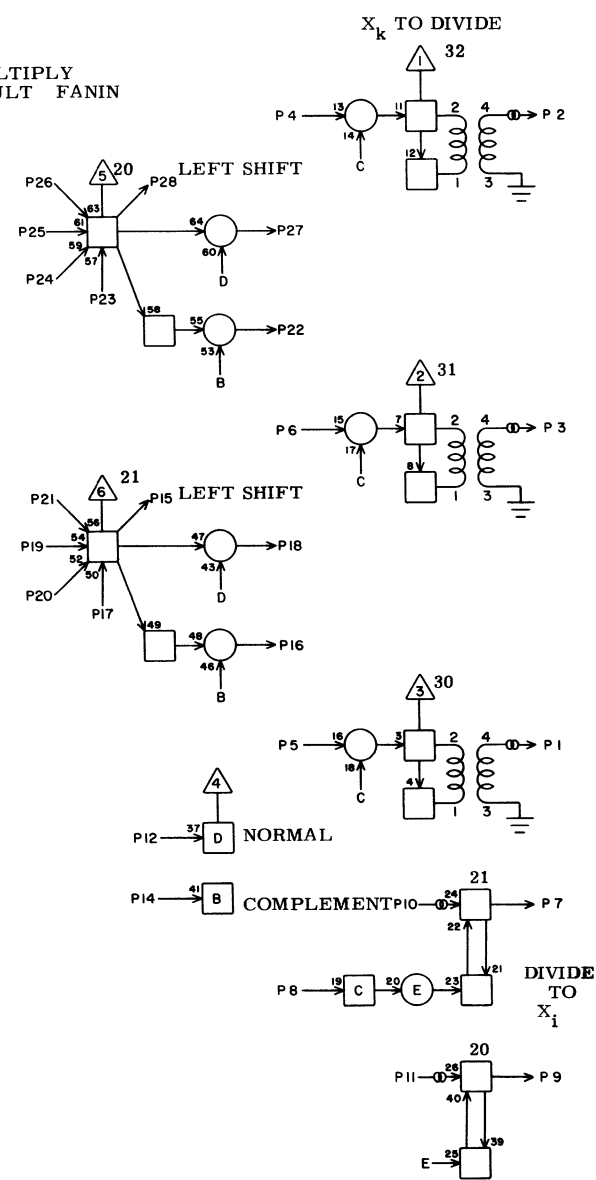 X_k TO DIVIDE
LTIPLY
ULT FANIN
1 32
P4 13 11 2 4 P2
14
C
12 1 3
5 20 LEFT SHIFT
P26 P28
63
P25 61 64 P27
59 57 60
P24 P23 D
58 55 P22
53
B
2 31
P6 15 7 2 4 P3
17
C
8 1 3
6 21
P21 P15 LEFT SHIFT
56
P19 54 47 P18
52 50 43
P20 P17 D
49 48 P16
46
B
3 30
P5 16 3 2 4 P1
18
C
4 1 3
4
P12 37 D NORMAL
21
P14 41 B COMPLEMENT P10 24 P7
22
21
P8 19 C 20 E 23
DIVIDE
TO
X_i
20
P11 26 P9
40
39
E 25